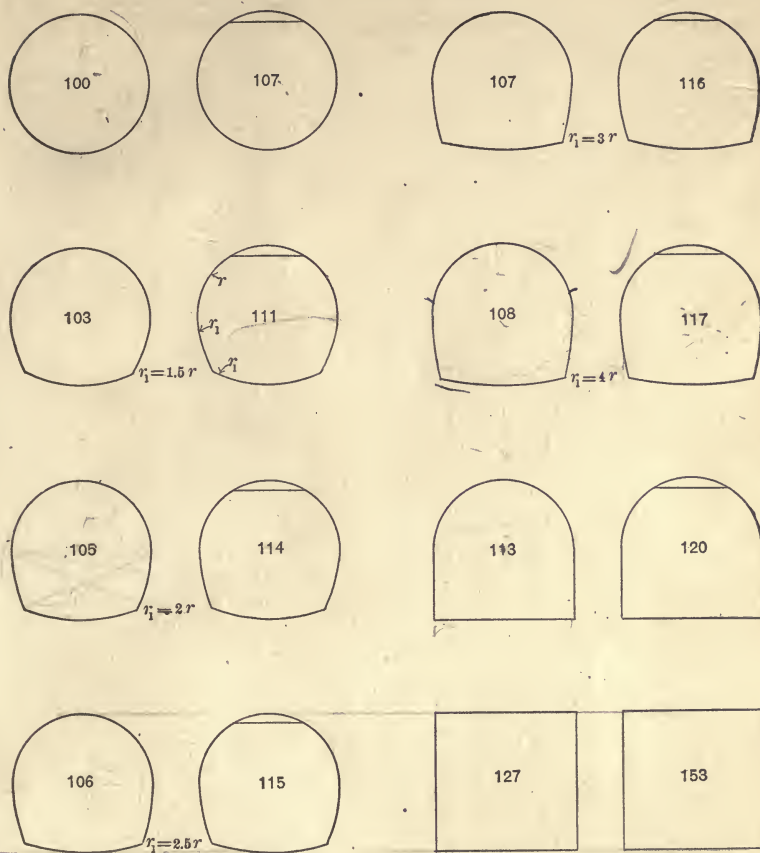 100 107 107 116
r₁=3 r
103 r r₁ 111 r₁ 108 117
r₁=1.5 r r₁=4 r
105 114 113 120
r₁=2 r
106 115 127 153
r₁=2.5 r